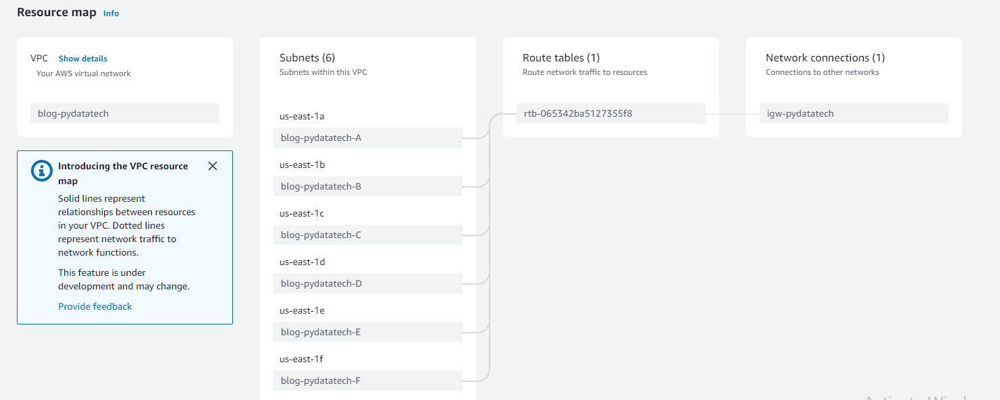 Resource map Info
VPC Show details
Your AWS virtual network
blog-pydatatech
Introducing the VPC resource
map
Solid lines represent
relationships between resources
in your VPC. Dotted lines
represent network traffic to
network functions.
This feature is under
development and may change.
Provide feedback
Subnets (6)
Subnets within this VPC
us-east-1a
blog-pydatatech-A
us-east-1b
blog-pydatatech-B
us-east-1c
blog-pydatatech-C
us-east-1d
blog-pydatatech-D
us-east-1e
blog-pydatatech-E
us-east-1f
blog-pydatatech-F
Route tables (1)
Route network traffic to resources
rtb-065342ba5127355f8
Network connections (1)
Connections to other networks
igw-pydatatech